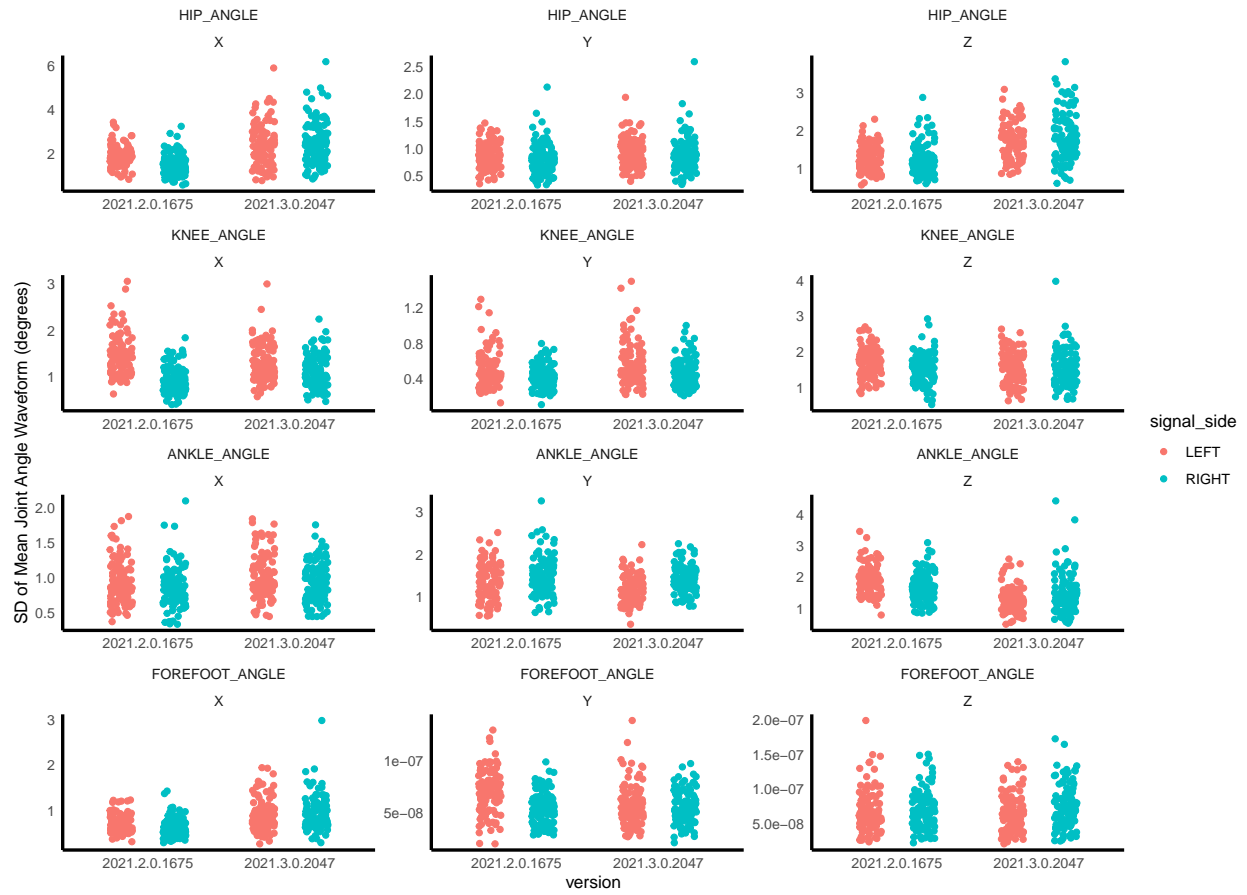 HIP_ANGLE HIP_ANGLE HIP_ANGLE
X Y Z
6
4
2
2.5
2.0
1.5
1.0
0.5
3
2
1
2021.2.0.1675 2021.3.0.2047 2021.2.0.1675 2021.3.0.2047 2021.2.0.1675 2021.3.0.2047
KNEE_ANGLE KNEE_ANGLE KNEE_ANGLE
X Y Z
3
2
1
1.2
0.8
0.4
4
3
2
1
2021.2.0.1675 2021.3.0.2047 2021.2.0.1675 2021.3.0.2047 2021.2.0.1675 2021.3.0.2047
ANKLE_ANGLE ANKLE_ANGLE ANKLE_ANGLE
X Y Z
2.0
1.5
1.0
0.5
3
2
1
4
3
2
1
2021.2.0.1675 2021.3.0.2047 2021.2.0.1675 2021.3.0.2047 2021.2.0.1675 2021.3.0.2047
FOREFOOT_ANGLE FOREFOOT_ANGLE FOREFOOT_ANGLE
X Y Z
3
2
1
1e−07
5e−08
2.0e−07
1.5e−07
1.0e−07
5.0e−08
2021.2.0.1675 2021.3.0.2047 2021.2.0.1675 2021.3.0.2047 2021.2.0.1675 2021.3.0.2047
version
SD of Mean Joint Angle Waveform (degrees)
signal_side
LEFT
RIGHT